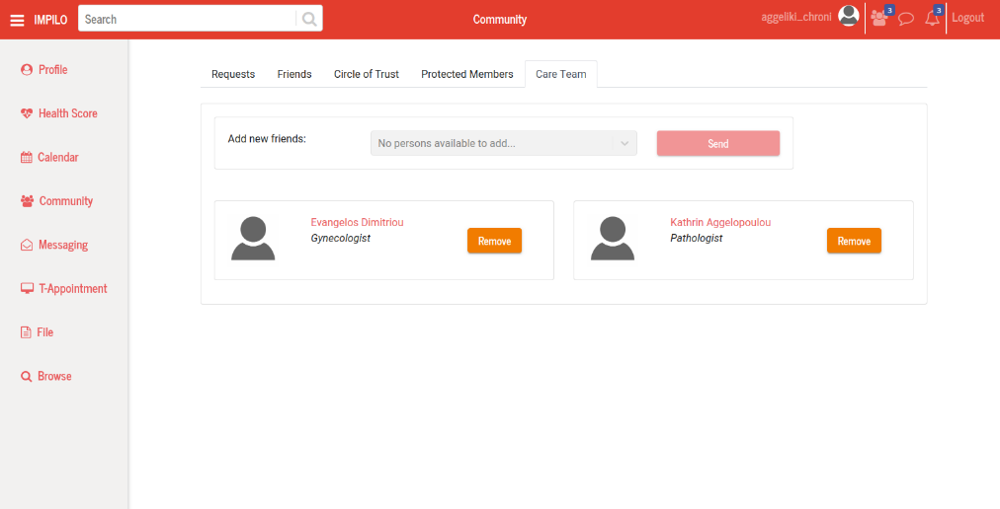 IMPILO
Search
Community
aggeliki_chroni
3
3
Logout
Profile
Health Score
Calendar
Community
Messaging
T-Appointment
File
Browse
Requests
Friends
Circle of Trust
Protected Members
Care Team
Add new friends:
No persons available to add...
Send
Evangelos Dimitriou
Gynecologist
Remove
Kathrin Aggelopoulou
Pathologist
Remove